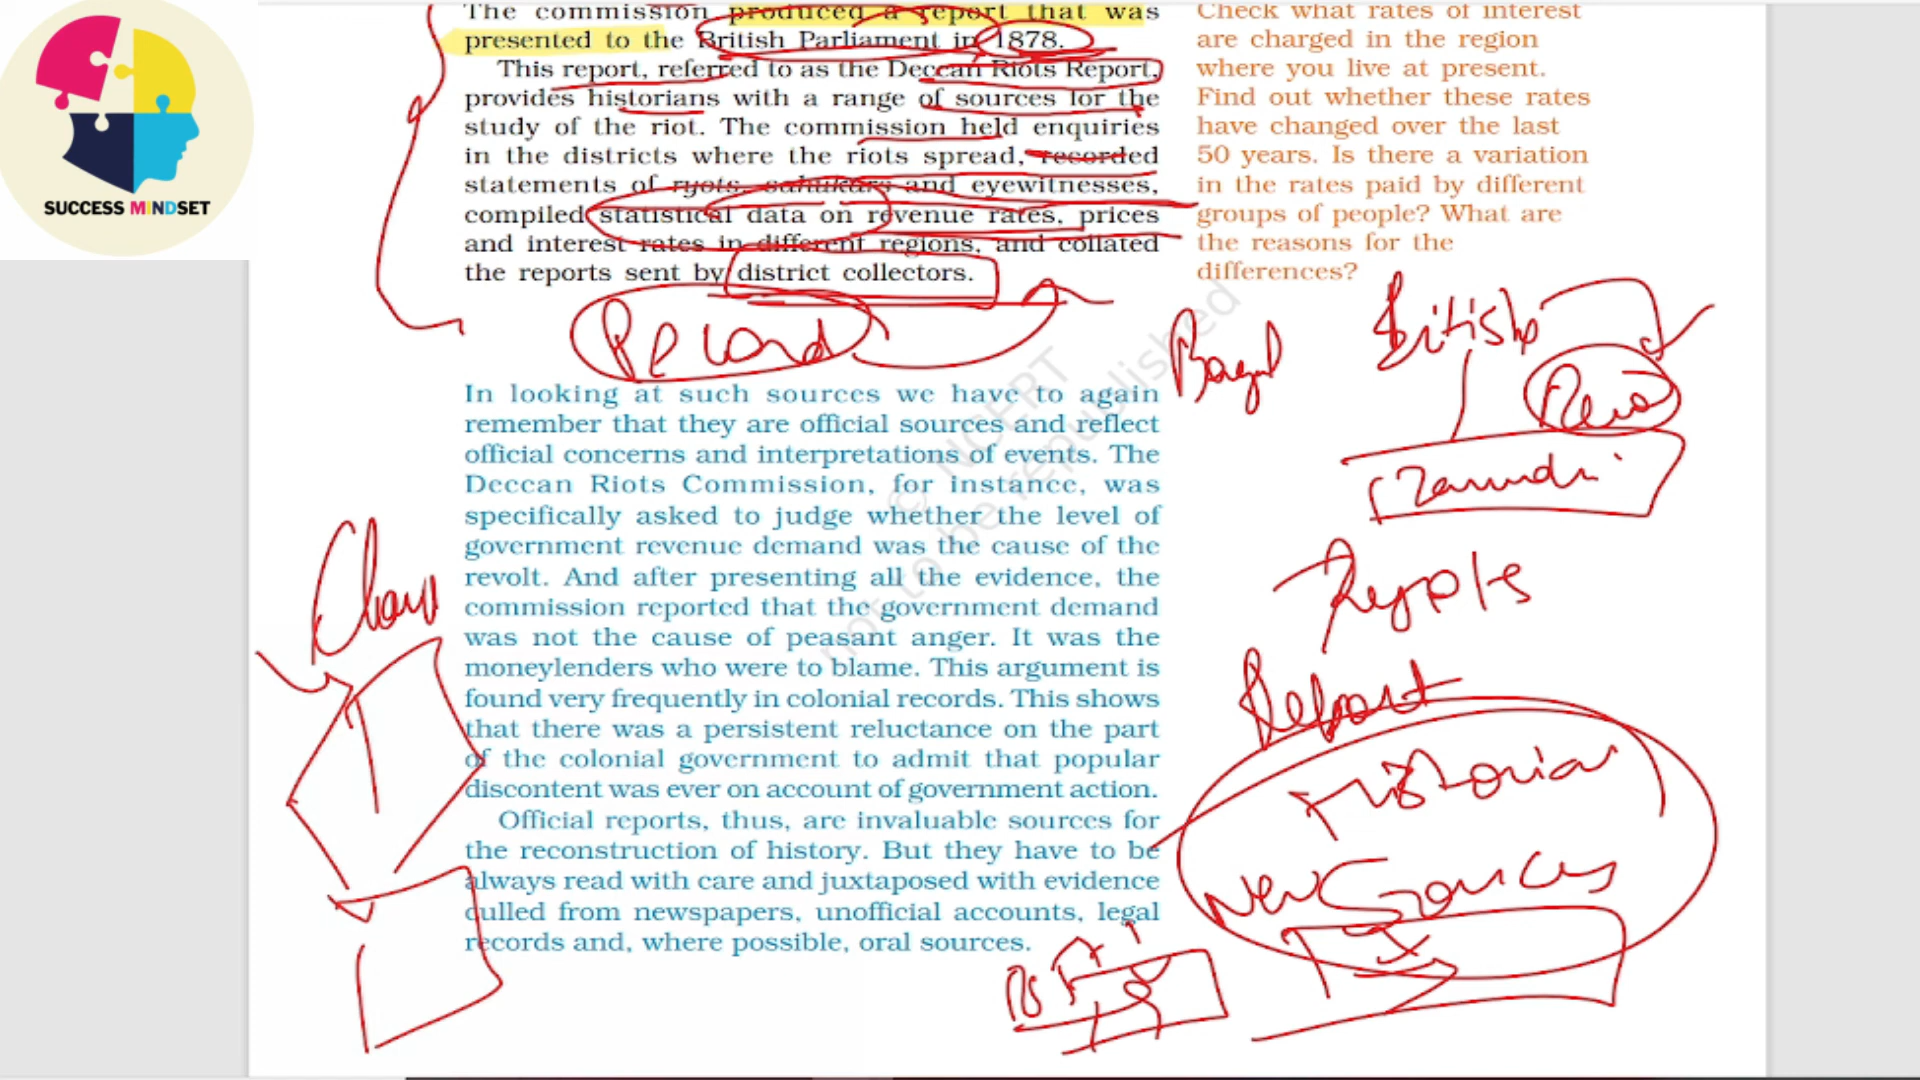 SUCCESS MINDSET
The commission produced a report that was
presented to the British Parliament in 1878.
This report, referred to as the Deccan Riots Report,
provides historians with a range of sources for the
study of the riot. The commission held enquiries
in the districts where the riots spread, recorded
statements of ryots, sahukars and eyewitnesses,
compiled statistical data on revenue rates, prices
and interest rates in different regions, and collated
the reports sent by district collectors.
Record
In looking at such sources we have to again
remember that they are official sources and reflect
official concerns and interpretations of events. The
Deccan Riots Commission, for instance, was
specifically asked to judge whether the level of
government revenue demand was the cause of the
revolt. And after presenting all the evidence, the
commission reported that the government demand
was not the cause of peasant anger. It was the
moneylenders who were to blame. This argument is
found very frequently in colonial records. This shows
that there was a persistent reluctance on the part
of the colonial government to admit that popular
discontent was ever on account of government action.
Official reports, thus, are invaluable sources for
the reconstruction of history. But they have to be
always read with care and juxtaposed with evidence
culled from newspapers, unofficial accounts, legal
records and, where possible, oral sources.
Check what rates of interest
are charged in the region
where you live at present.
Find out whether these rates
have changed over the last
50 years. Is there a variation
in the rates paid by different
groups of people? What are
the reasons for the
differences?
British
Report
Historian
New Sources
© NCERT
not to be republished